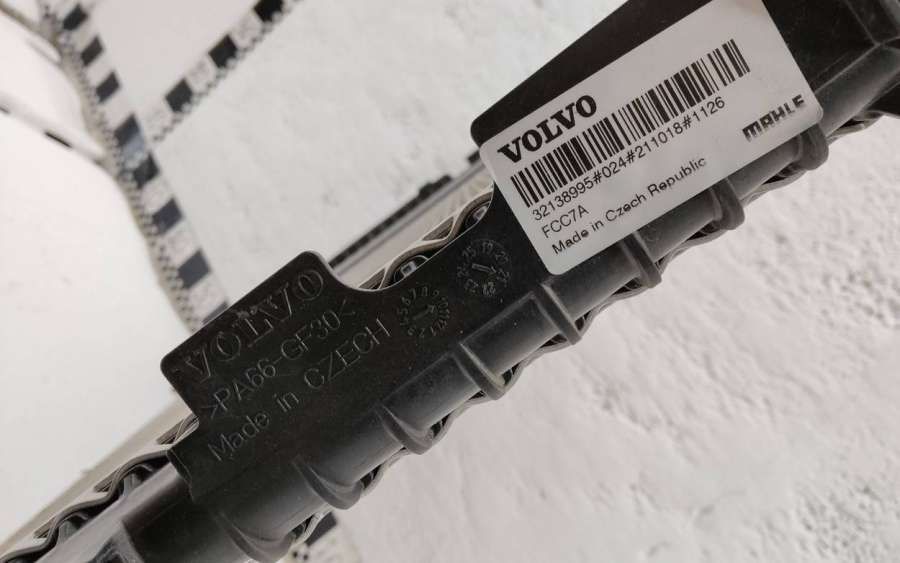 VOLVO
32138995#024#211018#1126
FCC7A
MAHLE
Made in Czech Republic
VOLVO
>PA66-GF30<
Made in CZECH